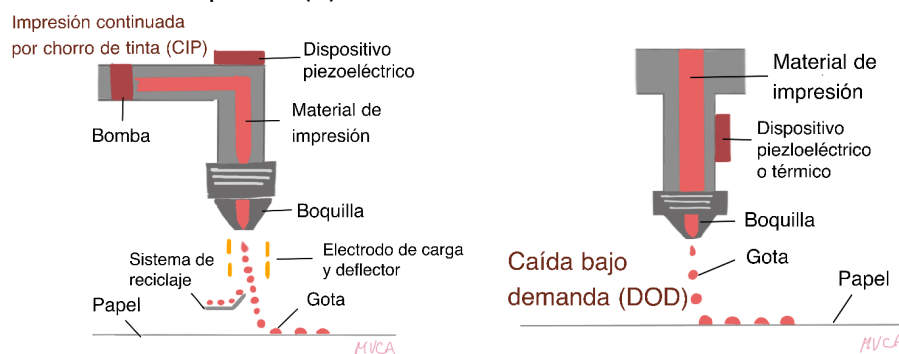 Impresión continuada
por chorro de tinta (CIP)
Dispositivo
piezoeléctrico
Bomba
Material de
impresión
Boquilla
Sistema de
reciclaje
Electrodo de carga
y deflector
Papel
Gota
MVCA
Material de
impresión
Dispositivo
piezloeléctrico
o térmico
Boquilla
Caída bajo
demanda (DOD)
Gota
Papel
MVCA